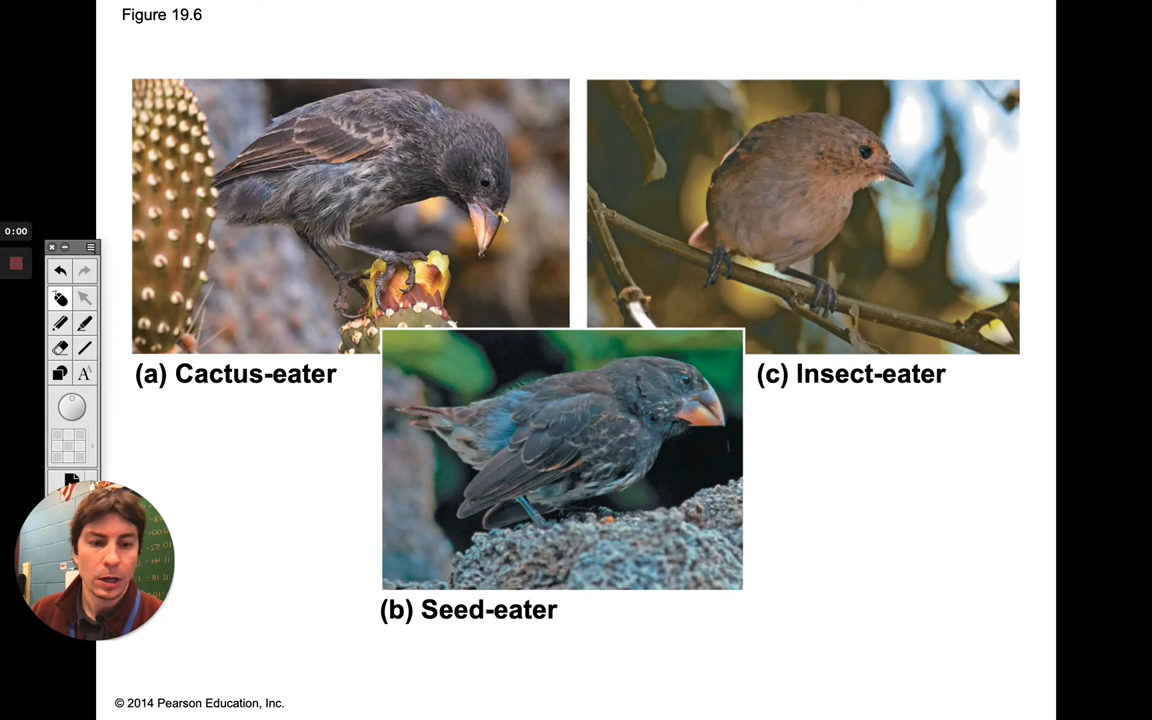 Figure 19.6
0:00
A
(a) Cactus-eater
(c) Insect-eater
(b) Seed-eater
© 2014 Pearson Education, Inc.